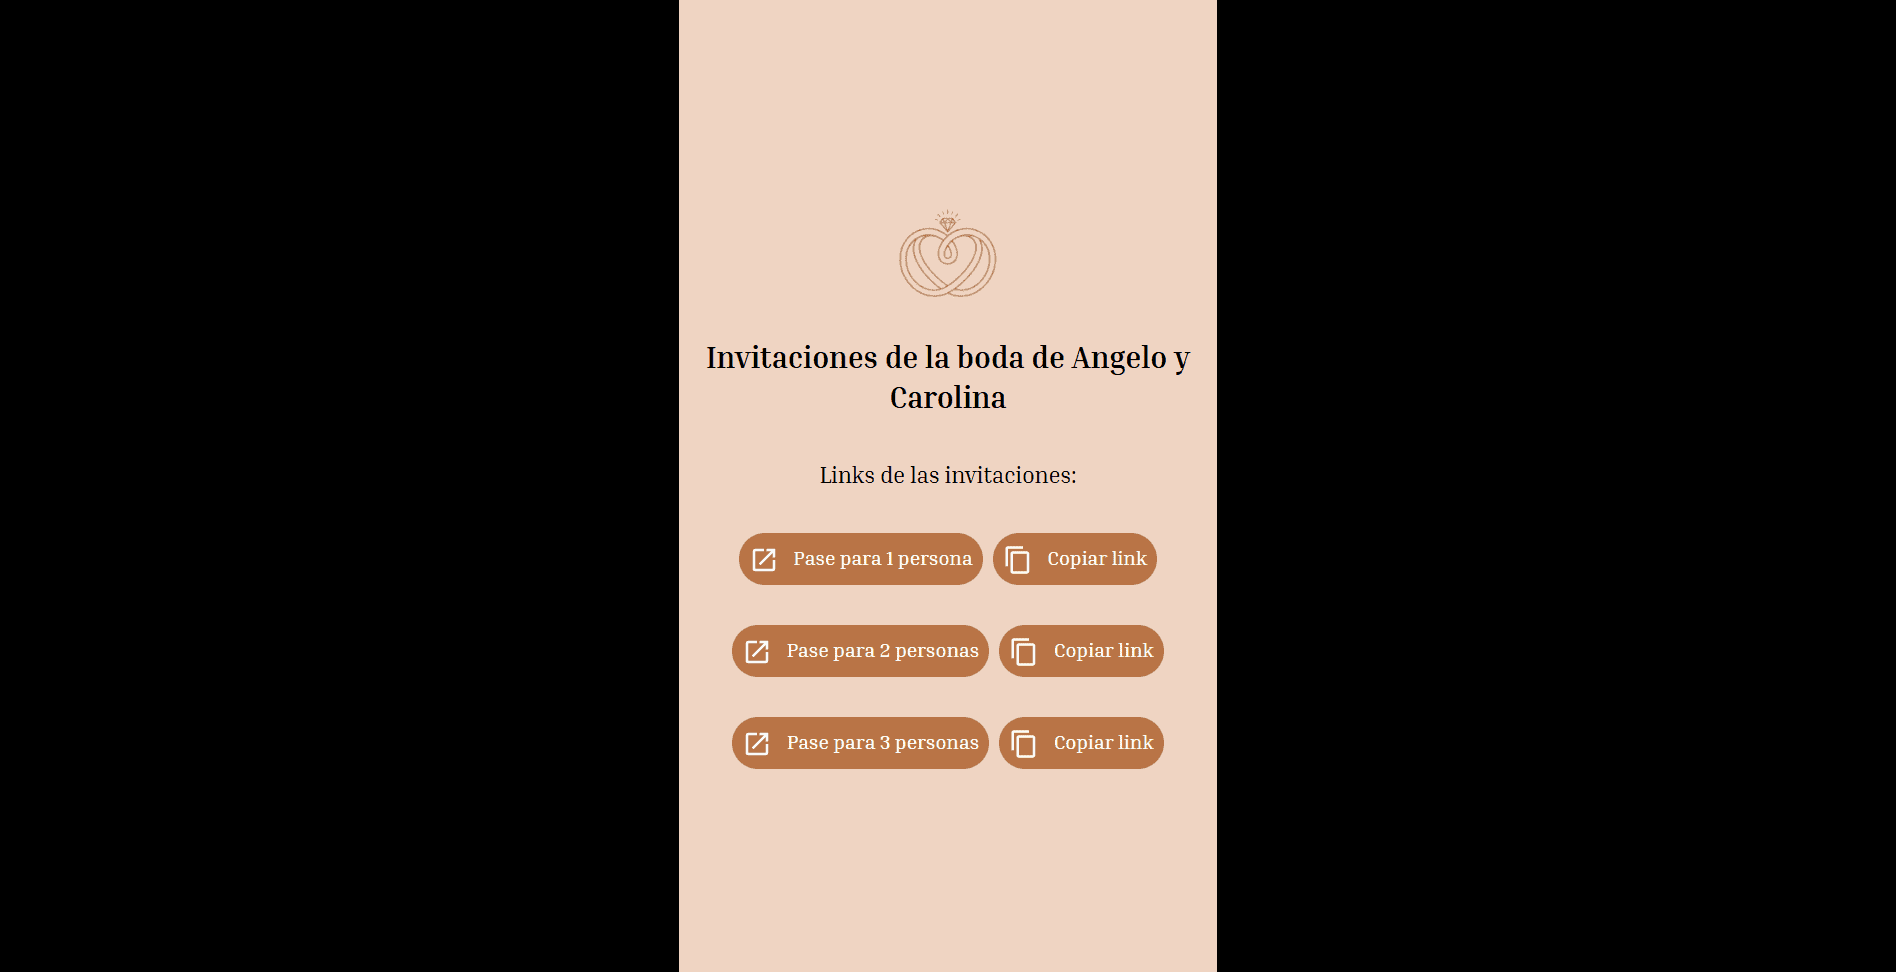 Invitaciones de la boda de Angelo y
Carolina
Links de las invitaciones:
Pase para 1 persona Copiar link
Pase para 2 personas Copiar link
Pase para 3 personas Copiar link